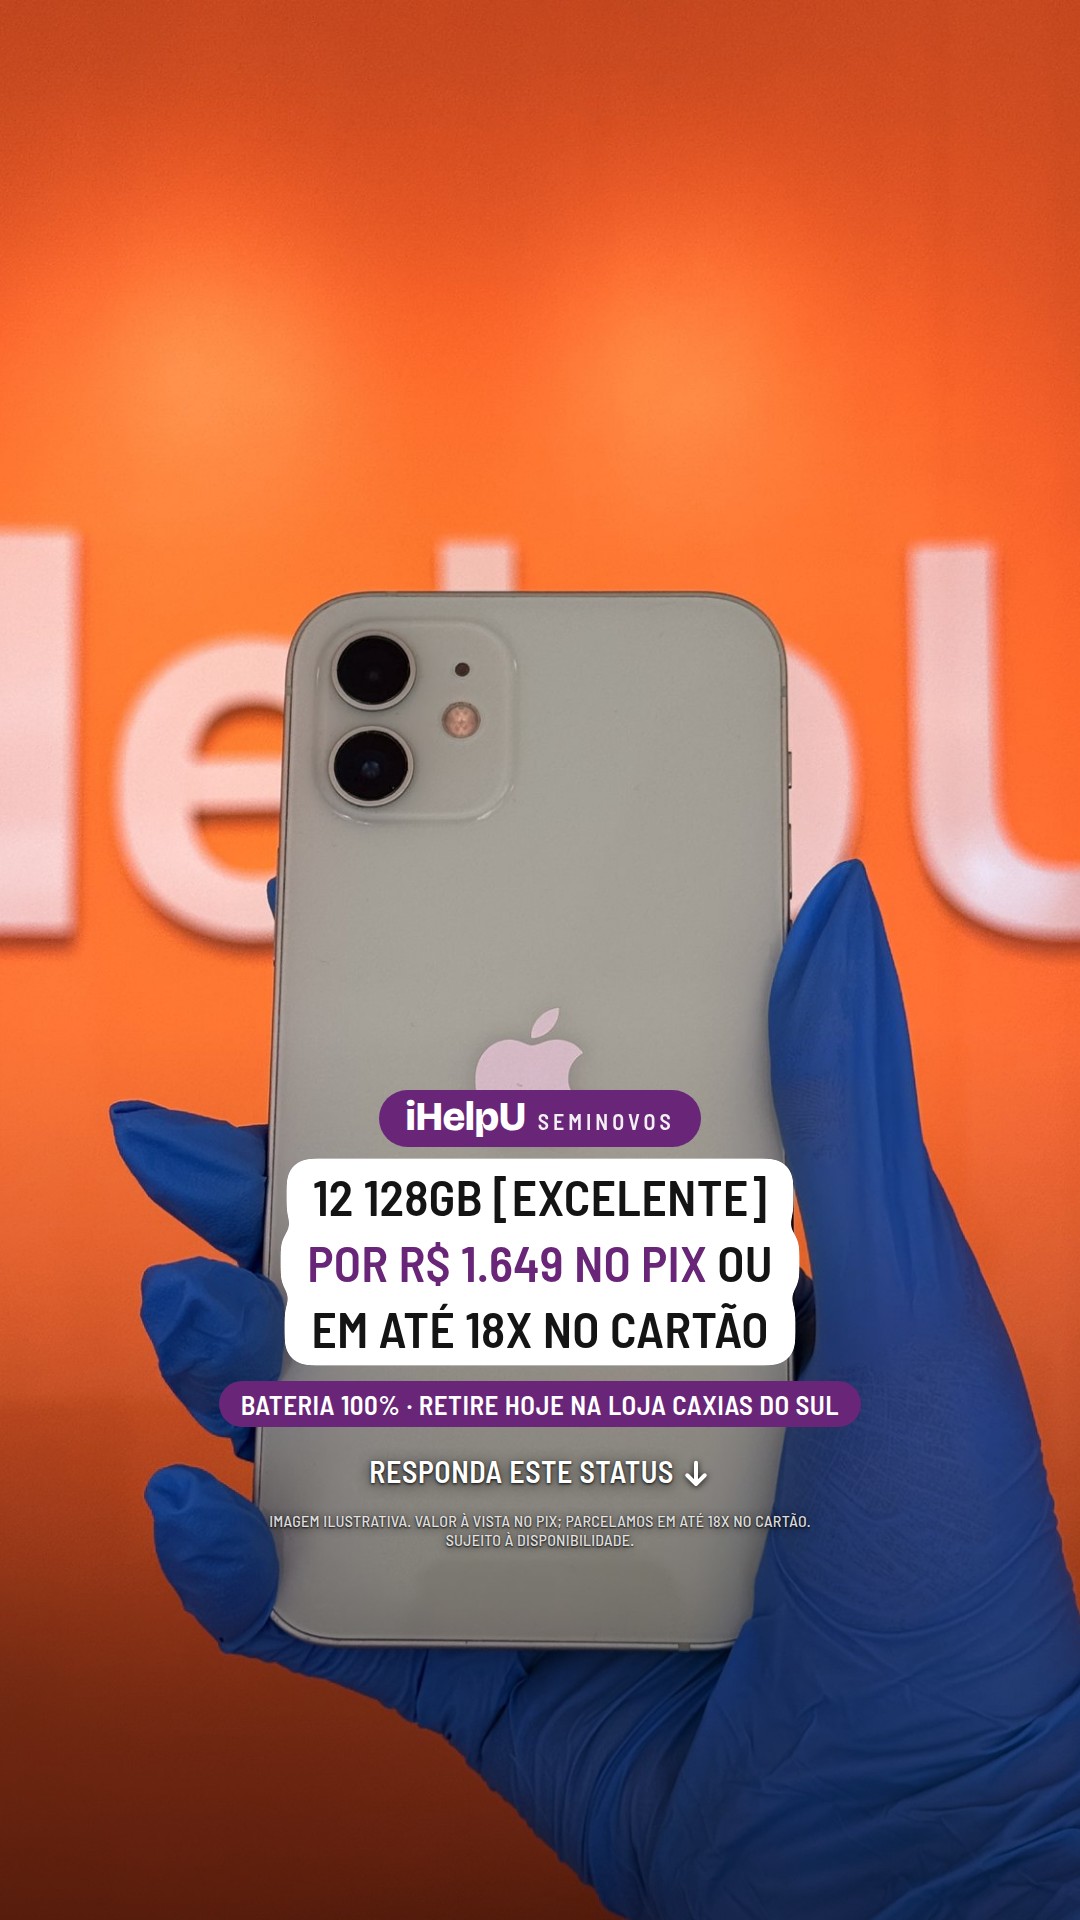 HelpU
iHelpU SEMINOVOS
12 128GB [EXCELENTE]
POR R$ 1.649 NO PIX OU
EM ATÉ 18X NO CARTÃO
BATERIA 100% · RETIRE HOJE NA LOJA CAXIAS DO SUL
RESPONDA ESTE STATUS ↓
IMAGEM ILUSTRATIVA. VALOR À VISTA NO PIX; PARCELAMOS EM ATÉ 18X NO CARTÃO.
SUJEITO À DISPONIBILIDADE.